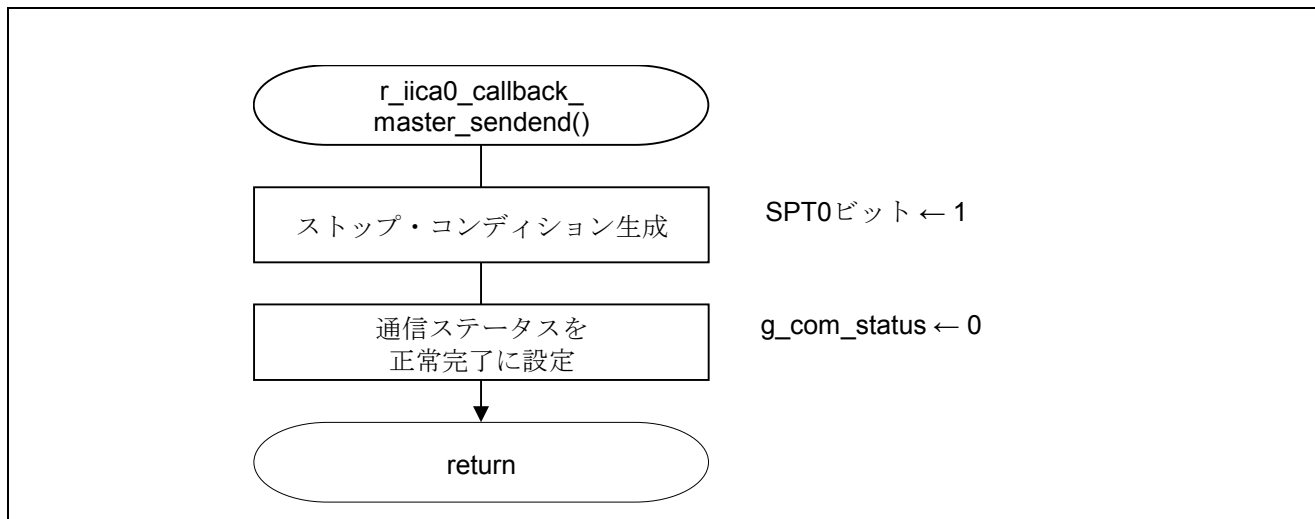 r_iica0_callback_
master_sendend()
ストップ・コンディション生成
SPT0ビット ← 1
通信ステータスを
正常完了に設定
g_com_status ← 0
return